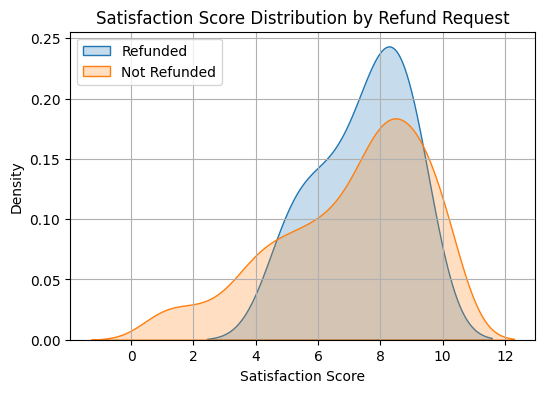 Satisfaction Score Distribution by Refund Request
Refunded
Not Refunded
0.25
0.20
0.15
0.10
0.05
0.00
Density
0 2 4 6 8 10 12
Satisfaction Score